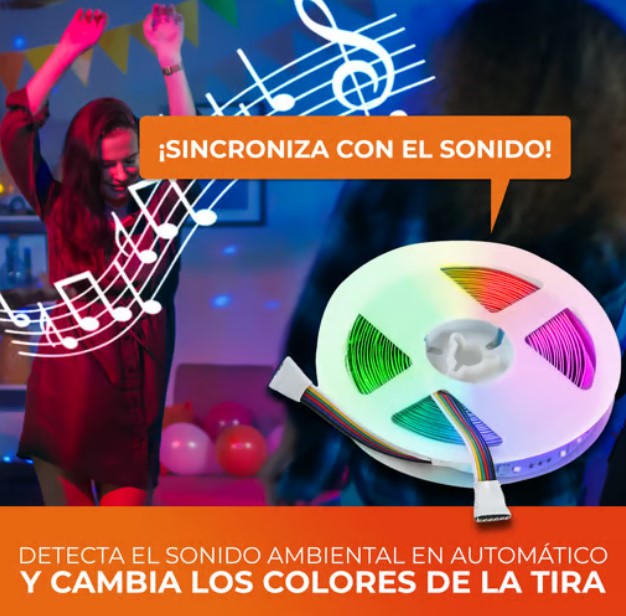 ¡SINCRONIZA CON EL SONIDO!
DETECTA EL SONIDO AMBIENTAL EN AUTOMÁTICO
Y CAMBIA LOS COLORES DE LA TIRA